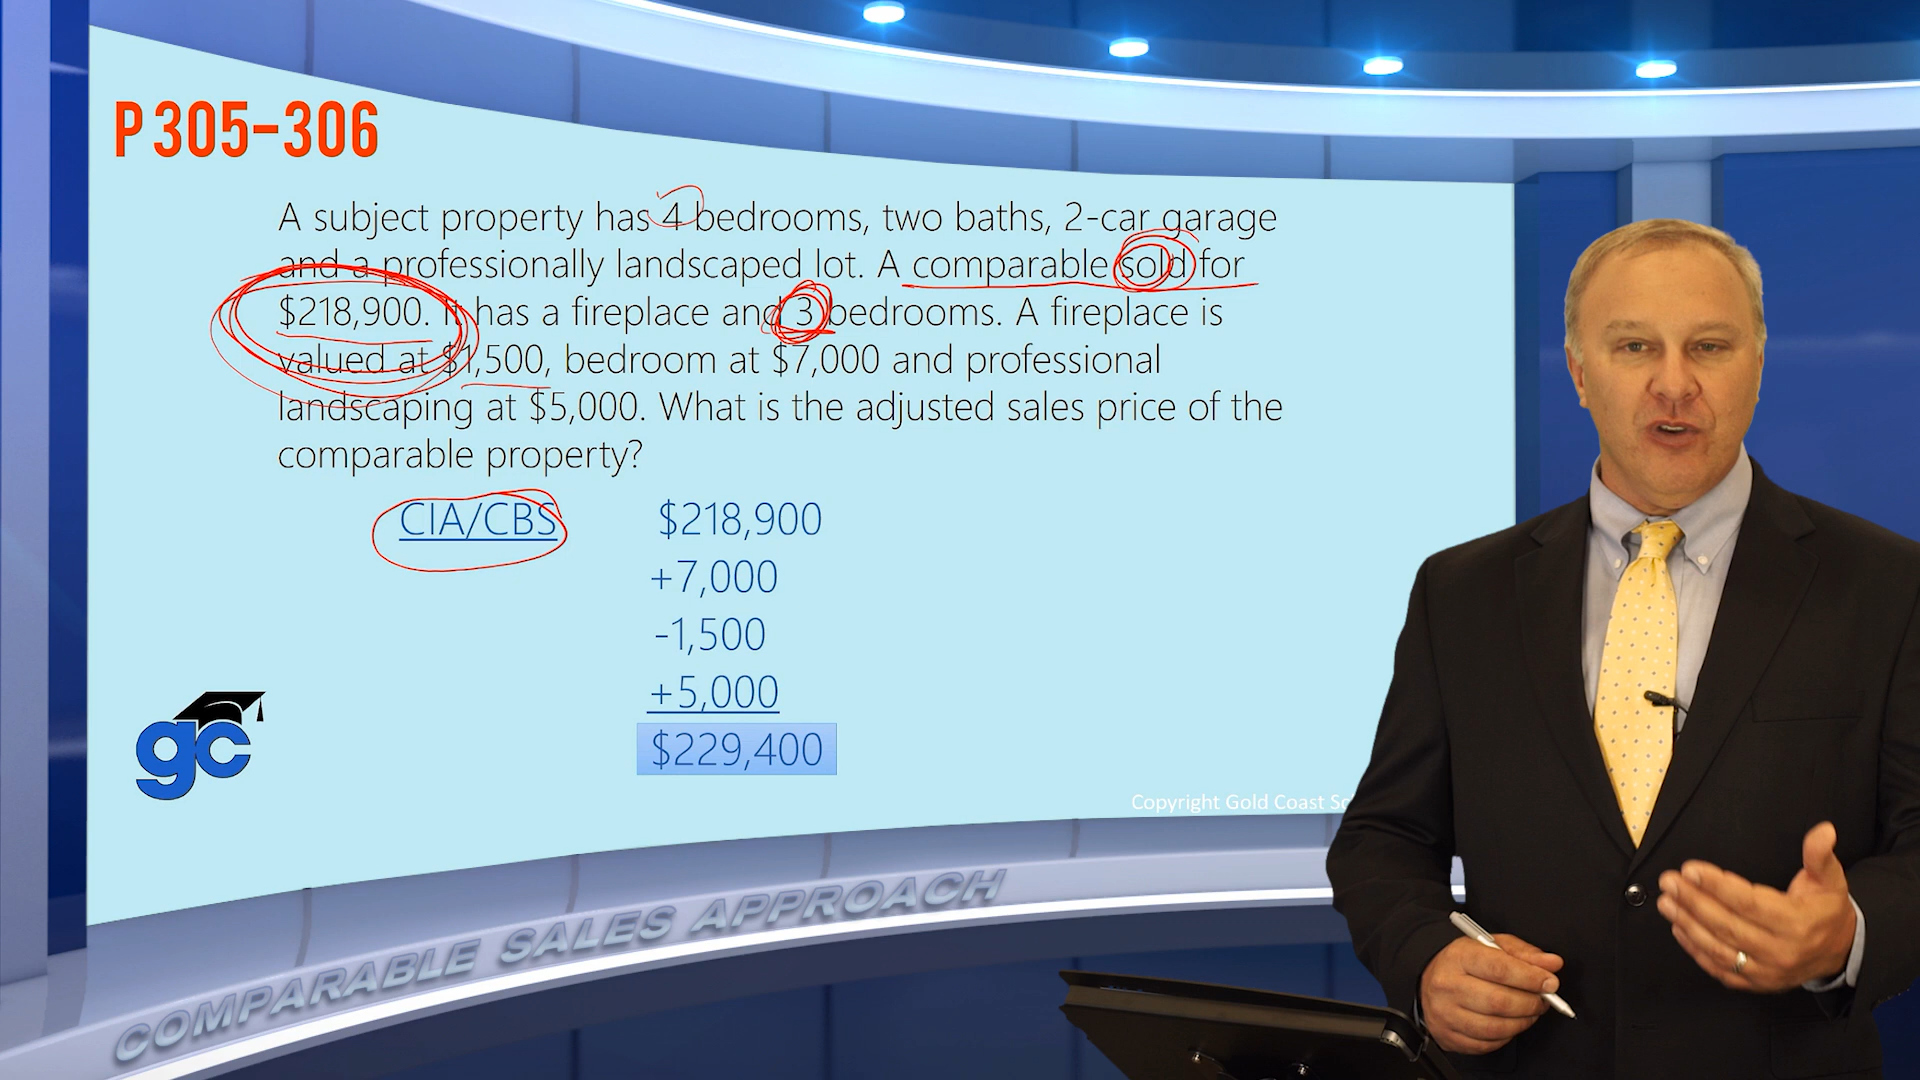 P 305-306
A subject property has 4 bedrooms, two baths, 2-car garage
and a professionally landscaped lot. A comparable sold for
$218,900. It has a fireplace and 3 bedrooms. A fireplace is
valued at $1,500, bedroom at $7,000 and professional
landscaping at $5,000. What is the adjusted sales price of the
comparable property?
CIA/CBS
$218,900
+7,000
-1,500
+5,000
$229,400
gc
Copyright Gold Coast
COMPARABLE SALES APPROACH